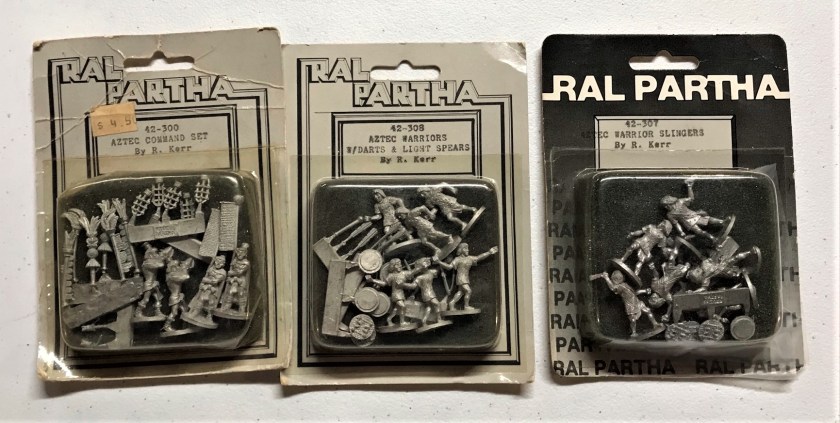 RAL
PARTHA
$ 4.5
42-300
AZTEC COMMAND SET
By R. Kerr
RAL
PARTHA
42-308
AZTEC WARRIORS
W/DARTS & LIGHT SPEARS
By R. Kerr
RAL PARTHA
42-307
AZTEC WARRIOR SLINGERS
By R. Kerr
RAL PARTHA RAL PARTH